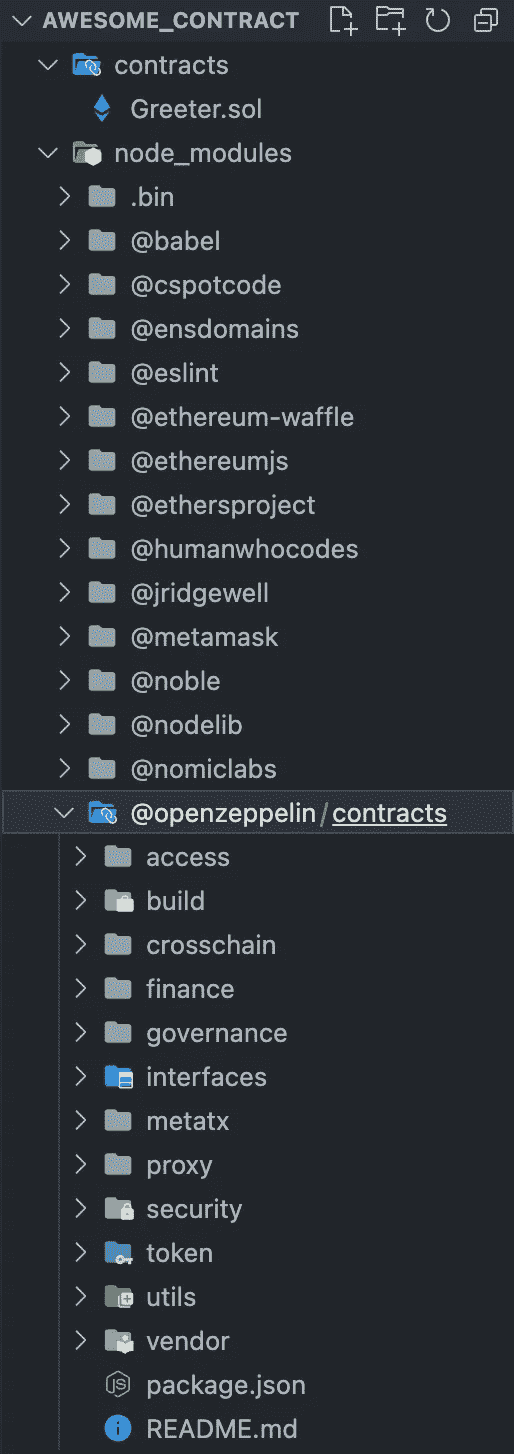 AWESOME_CONTRACT
contracts
Greeter.sol
node_modules
.bin
@babel
@cspotcode
@ensdomains
@eslint
@ethereum-waffle
@ethereumjs
@ethersproject
@humanwhocodes
@jridgewell
@metamask
@noble
@nodelib
@nomiclabs
@openzeppelin/contracts
access
build
crosschain
finance
governance
interfaces
metatx
proxy
security
token
utils
vendor
package.json
README.md